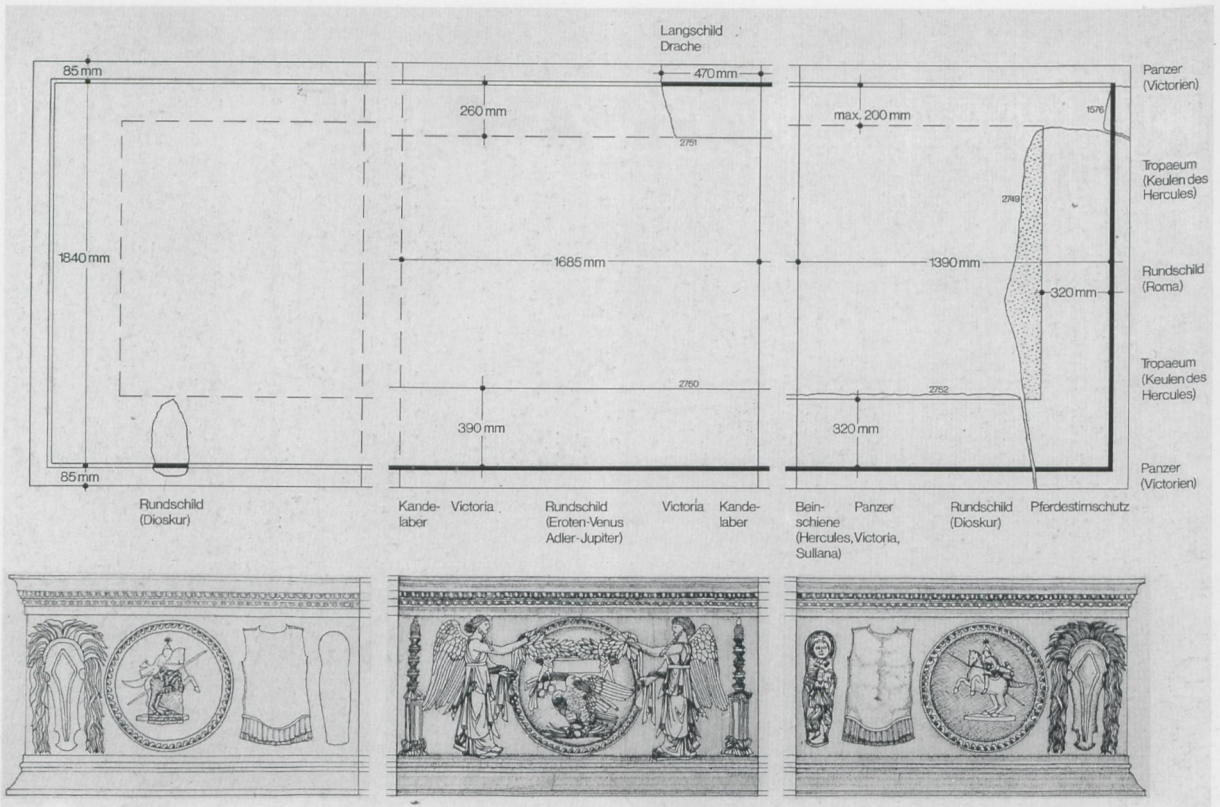 Langschild
Drache
85 mm
470 mm
260 mm
max. 200 mm
1576
Panzer
(Victorien)
2751
Tropaeum
(Keulen des
Hercules)
2749
1840 mm
1685 mm
1390 mm
320 mm
Rundschild
(Roma)
2750
2752
Tropaeum
(Keulen des
Hercules)
390 mm
320 mm
85 mm
Panzer
(Victorien)
Rundschild
(Dioskur)
Kande-
laber
Victoria
Rundschild
(Eroten-Venus
Adler-Jupiter)
Victoria
Kande-
laber
Bein-
schiene
(Hercules, Victoria,
Sullana)
Panzer
Rundschild
(Dioskur)
Pferdestirnschutz